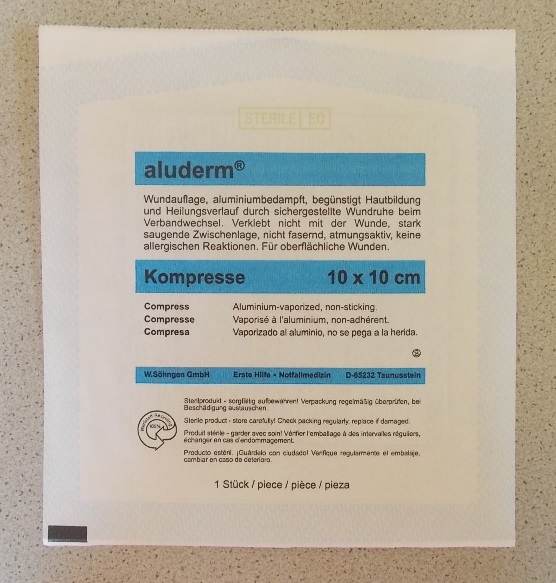 STERILE EO
aluderm®
Wundauflage, aluminiumbedampft, begünstigt Hautbildung
und Heilungsverlauf durch sichergestellte Wundruhe beim
Verbandwechsel. Verklebt nicht mit der Wunde, stark
saugende Zwischenlage, nicht fasernd, atmungsaktiv, keine
allergischen Reaktionen. Für oberflächliche Wunden.
Kompresse 10 x 10 cm
Compress Aluminium-vaporized, non-sticking.
Compresse Vaporisé à l'aluminium, non-adhérent.
Compresa Vaporizado al aluminio, no se pega a la herida.
W.Söhngen GmbH Erste Hilfe • Notfallmedizin D-65232 Taunusstein
Sterilprodukt - sorgfältig aufbewahren! Verpackung regelmäßig überprüfen, bei
Beschädigung austauschen.
Sterile product - store carefully! Check packing regularly, replace if damaged.
Produit stérile - garder avec soin! Vérifier l'emballage à des intervalles réguliers,
échanger en cas d'endommagement.
Producto estéril. ¡Guárdelo con cludado! Verifique regularmente el embalaje,
cambiar en caso de deterioro.
100%
1 Stück / piece / pièce / pieza